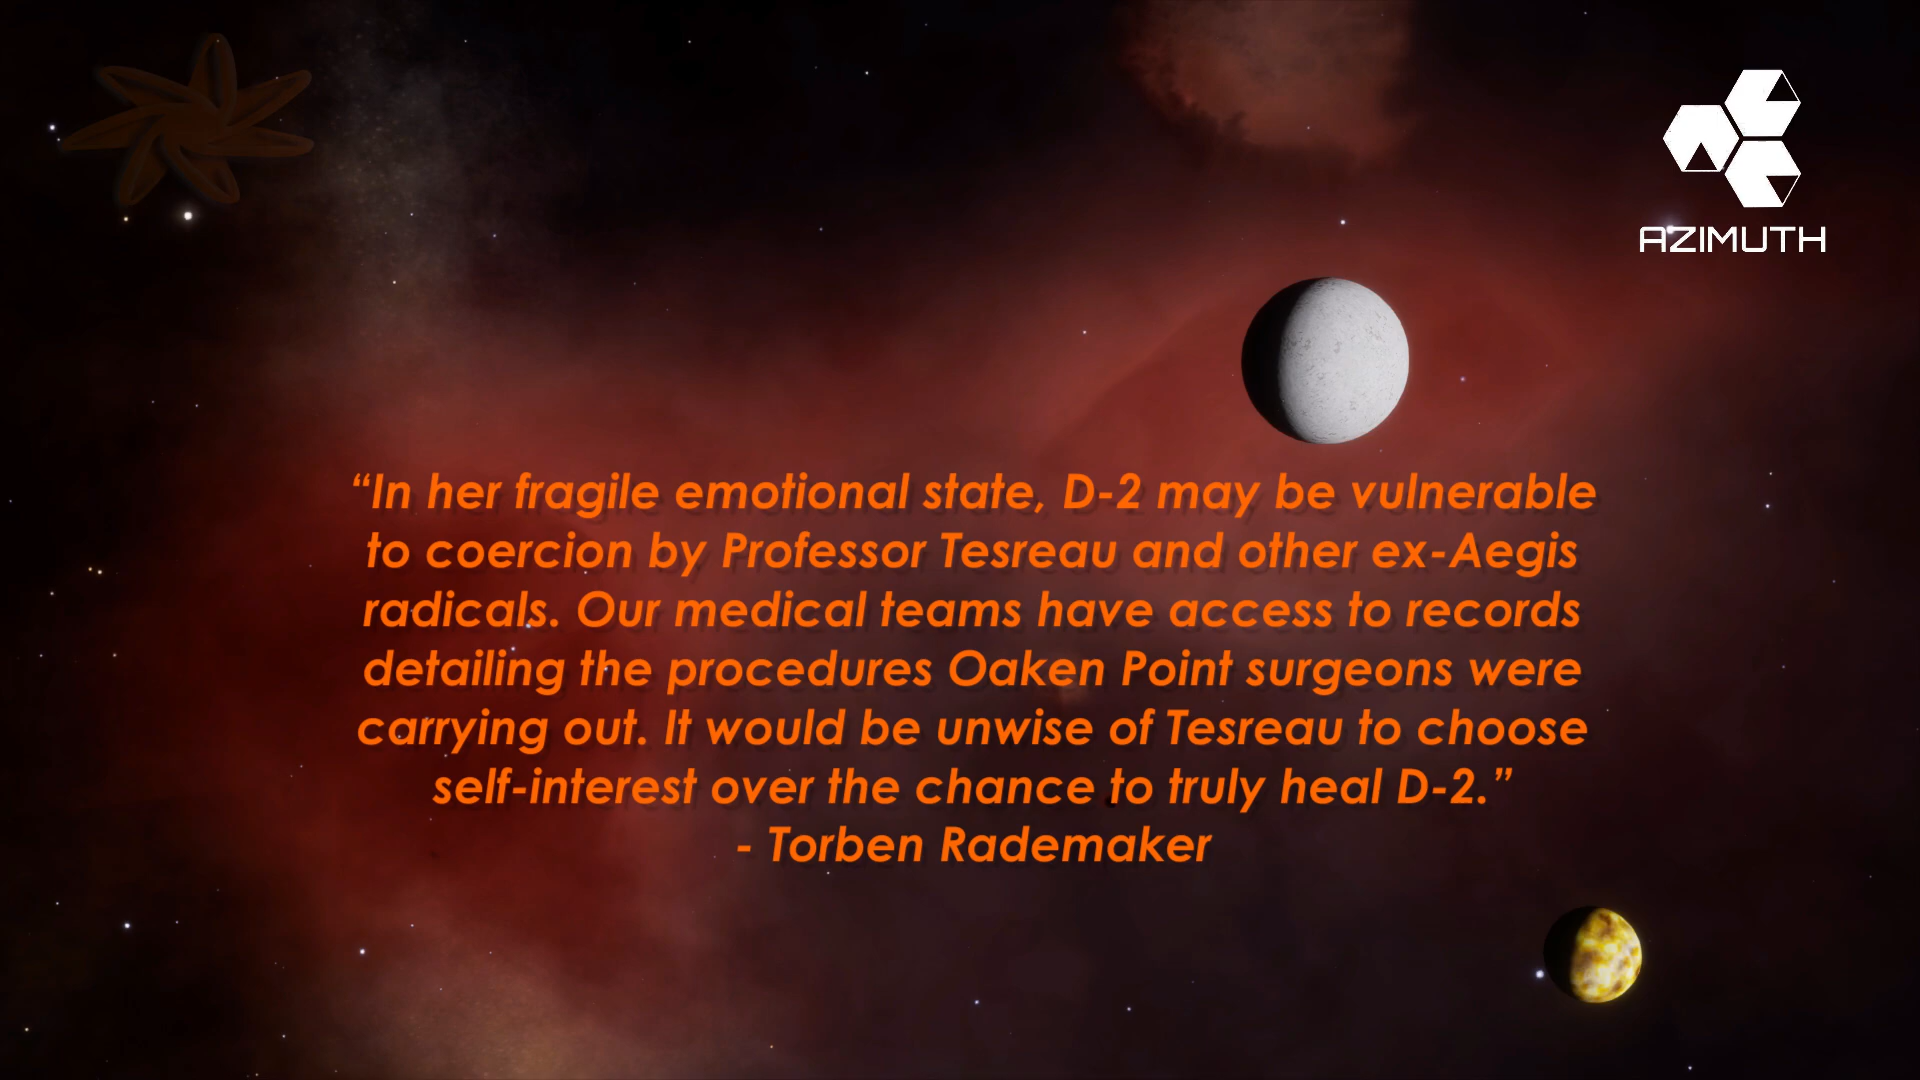 AZIMUTH
“In her fragile emotional state, D-2 may be vulnerable
to coercion by Professor Tesreau and other ex-Aegis
radicals. Our medical teams have access to records
detailing the procedures Oaken Point surgeons were
carrying out. It would be unwise of Tesreau to choose
self-interest over the chance to truly heal D-2.”
- Torben Rademaker